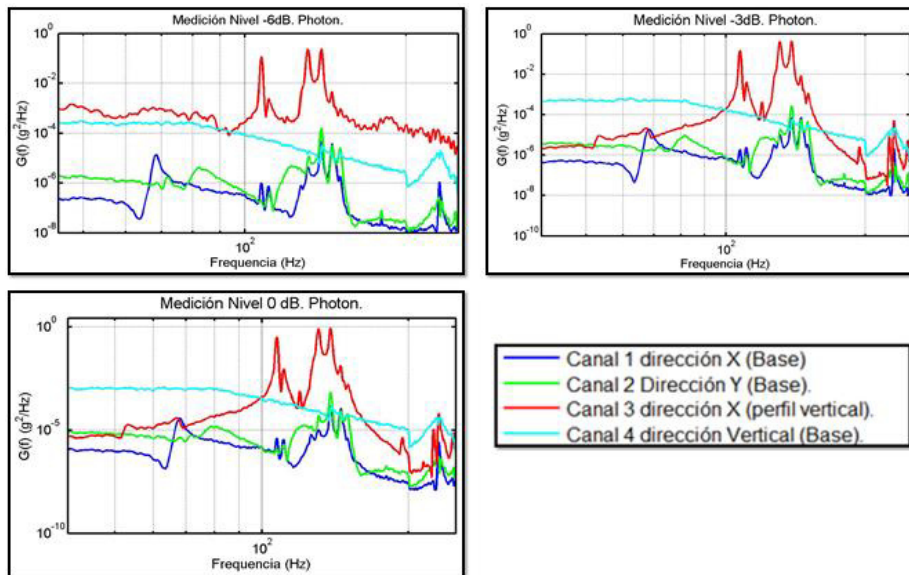 Medición Nivel -6dB. Photon.
10^0
10^-2
10^-4
10^-6
10^-8
G(f) (g^2/Hz)
10^2
Frequencia (Hz)
Medición Nivel -3dB. Photon.
10^0
10^-2
10^-4
10^-6
10^-8
10^-10
G(f) (g^2/Hz)
10^2
Frequencia (Hz)
Medición Nivel 0 dB. Photon.
10^0
10^-5
10^-10
G(f) (g^2/Hz)
10^2
Frequencia (Hz)
Canal 1 dirección X (Base)
Canal 2 Dirección Y (Base).
Canal 3 dirección X (perfil vertical).
Canal 4 dirección Vertical (Base).